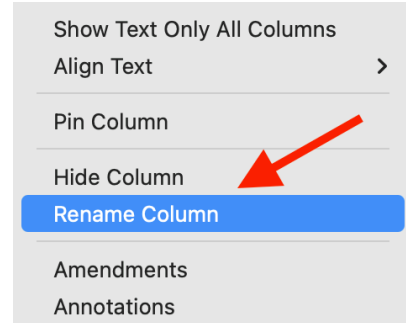 Show Text Only All Columns
Align Text
Pin Column
Hide Column
Rename Column
Amendments
Annotations